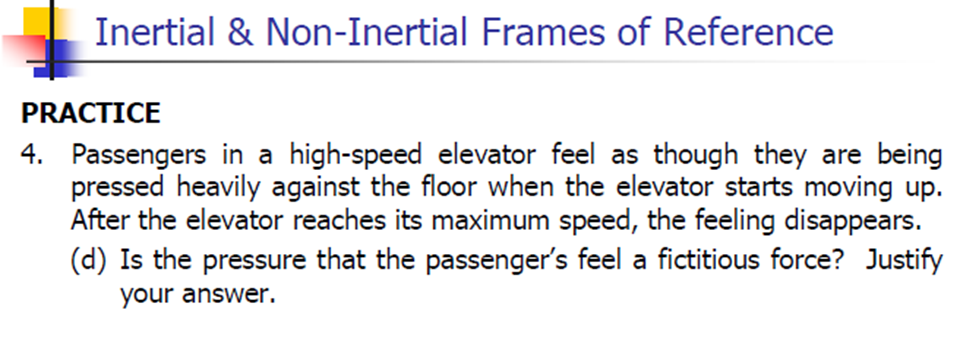 Inertial & Non-Inertial Frames of Reference
PRACTICE
4. Passengers in a high-speed elevator feel as though they are being
pressed heavily against the floor when the elevator starts moving up.
After the elevator reaches its maximum speed, the feeling disappears.
(d) Is the pressure that the passenger's feel a fictitious force? Justify
your answer.